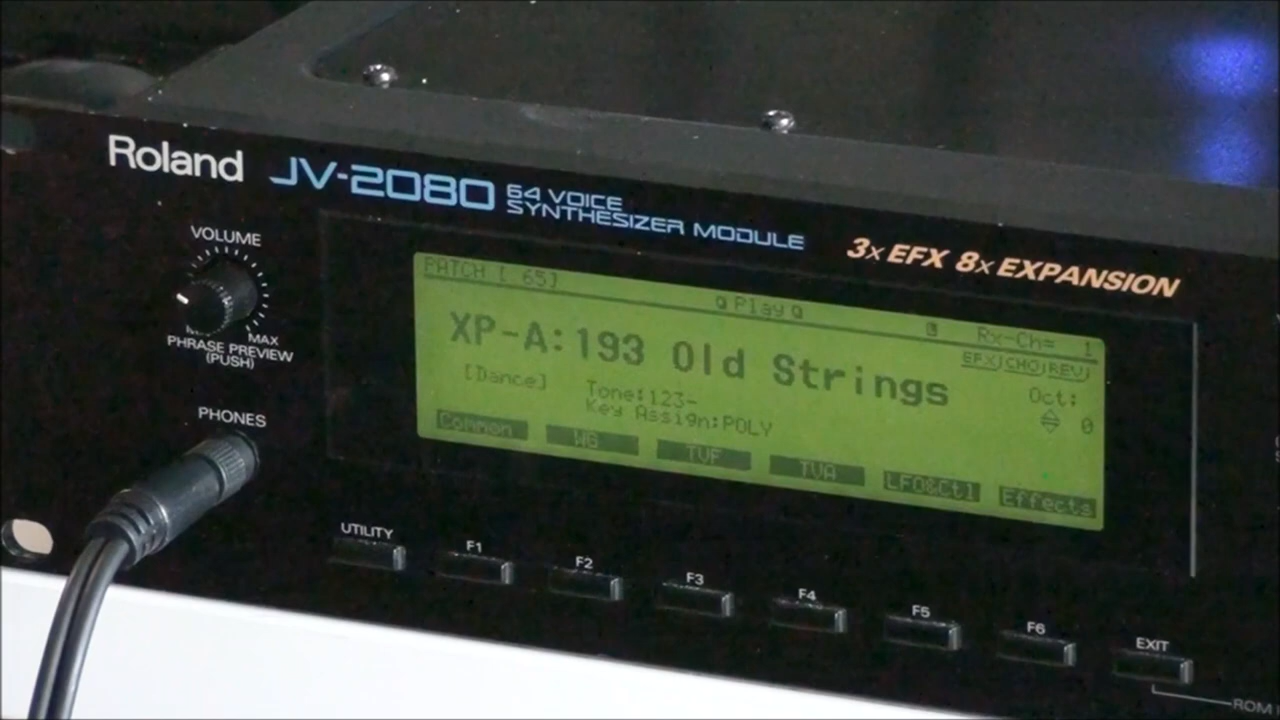 Roland JV-2080 64 VOICE
SYNTHESIZER MODULE
3x EFX 8x EXPANSION
VOLUME
MAX
PHRASE PREVIEW
(PUSH)
PHONES
PATCH [ 65] Play Rx-Ch= 1
XP-A:193 Old Strings
EFX CHO REV
[Dance] Tone:123-
Key Assign:POLY
Oct:
0
Common WG TVF TVA LFO&Ctl Effects
UTILITY F1 F2 F3 F4 F5 F6 EXIT
ROM